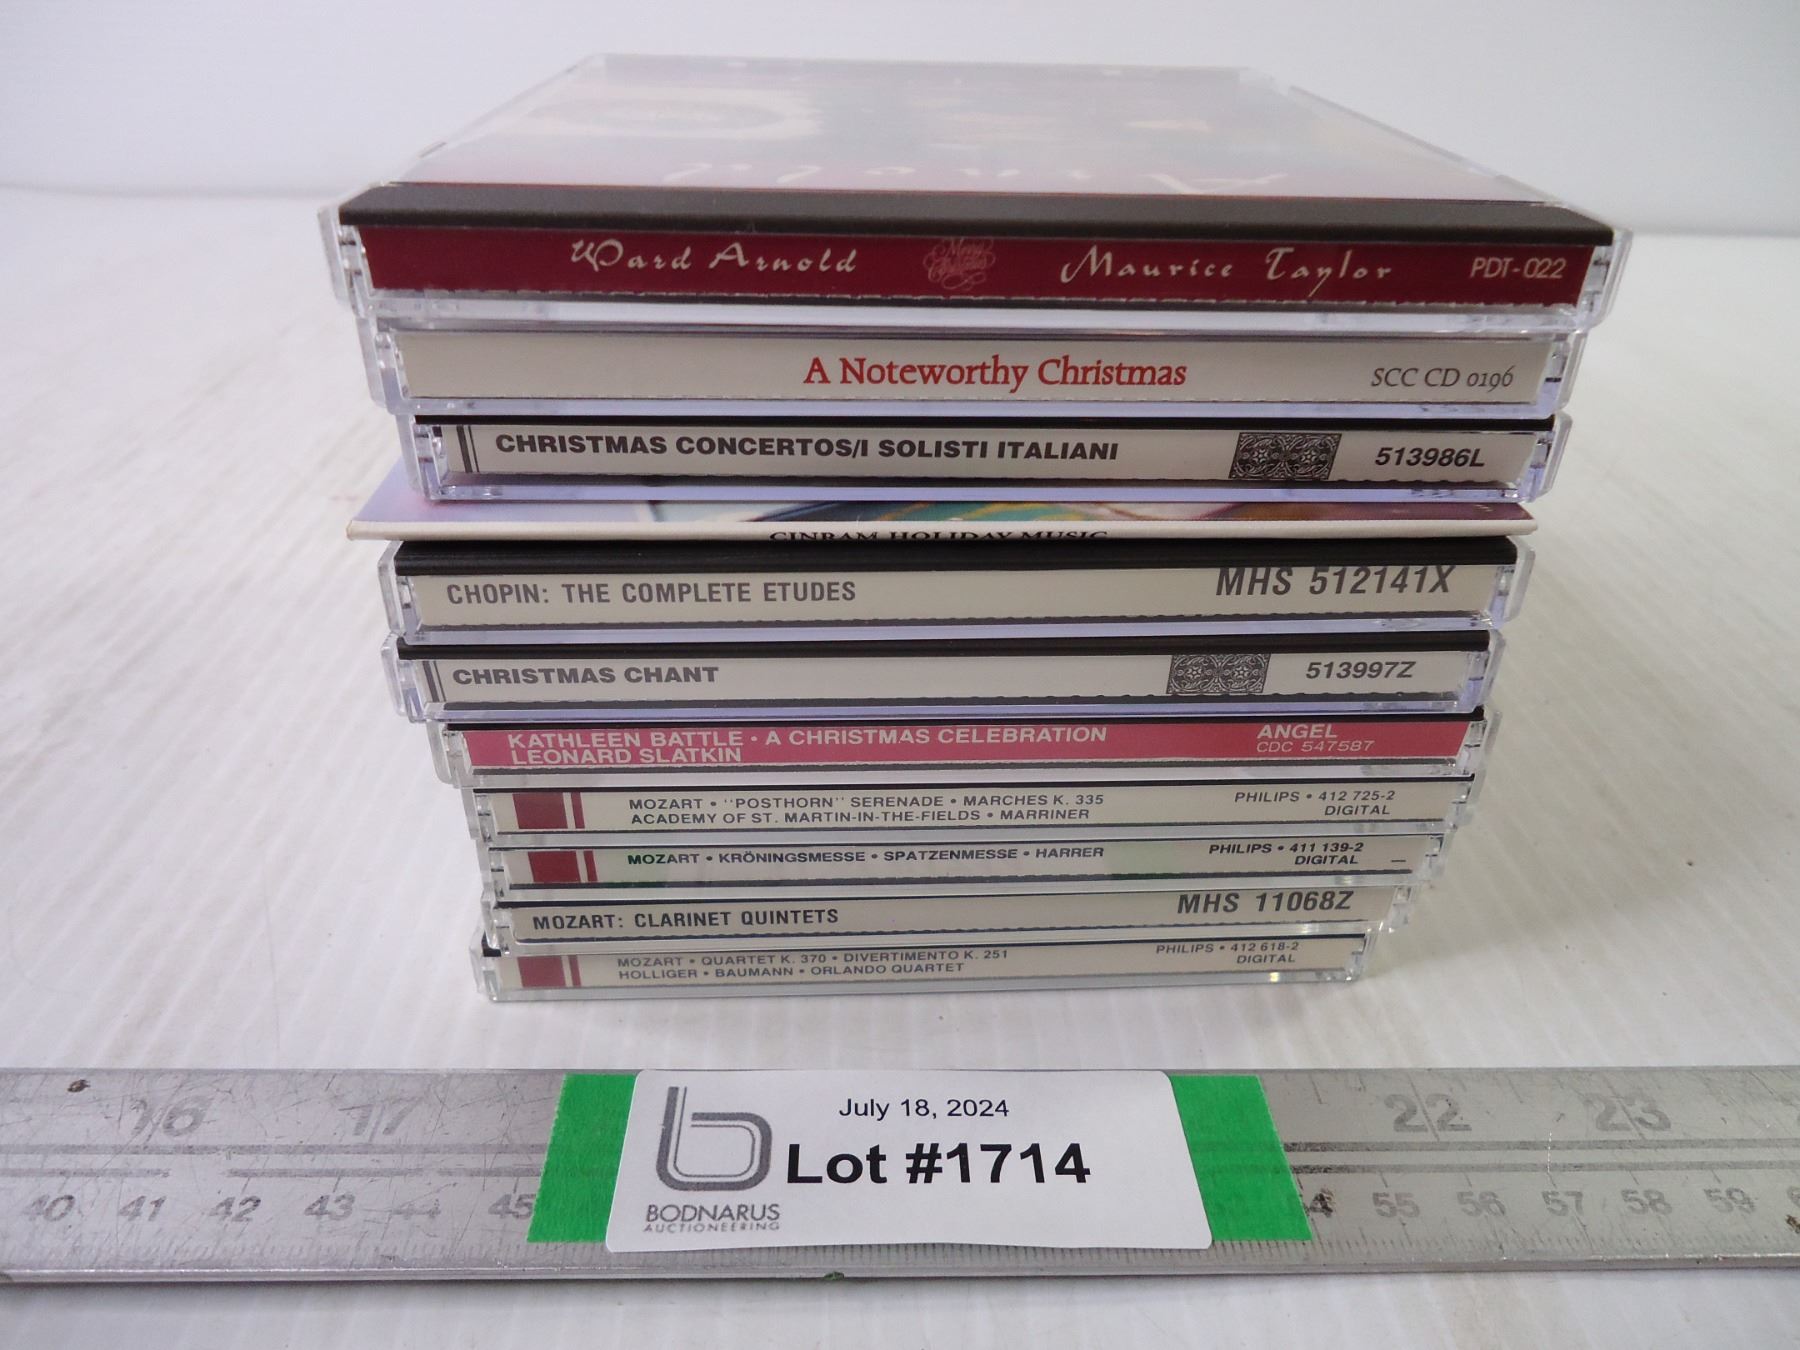 Ward Arnold Merry Christmas Maurice Taylor PDT-022
A Noteworthy Christmas SCC CD 0196
CHRISTMAS CONCERTOS/I SOLISTI ITALIANI 513986L
CINRAM HOLIDAY MUSIC
CHOPIN: THE COMPLETE ETUDES MHS 512141X
CHRISTMAS CHANT 513997Z
KATHLEEN BATTLE • A CHRISTMAS CELEBRATION ANGEL
LEONARD SLATKIN CDC 547587
MOZART • "POSTHORN" SERENADE • MARCHES K. 335 PHILIPS • 412 725-2
ACADEMY OF ST. MARTIN-IN-THE-FIELDS • MARRINER DIGITAL
MOZART • KRÖNINGSMESSE • SPATZENMESSE • HARRER PHILIPS • 411 139-2
DIGITAL
MOZART: CLARINET QUINTETS MHS 11068Z
MOZART • QUARTET K. 370 • DIVERTIMENTO K. 251 PHILIPS • 412 618-2
HOLLIGER • BAUMANN • ORLANDO QUARTET DIGITAL
16 17 22 23
July 18, 2024
Lot #1714
BODNARUS
AUCTIONEERING
40 41 42 43 44 45 54 55 56 57 58 59